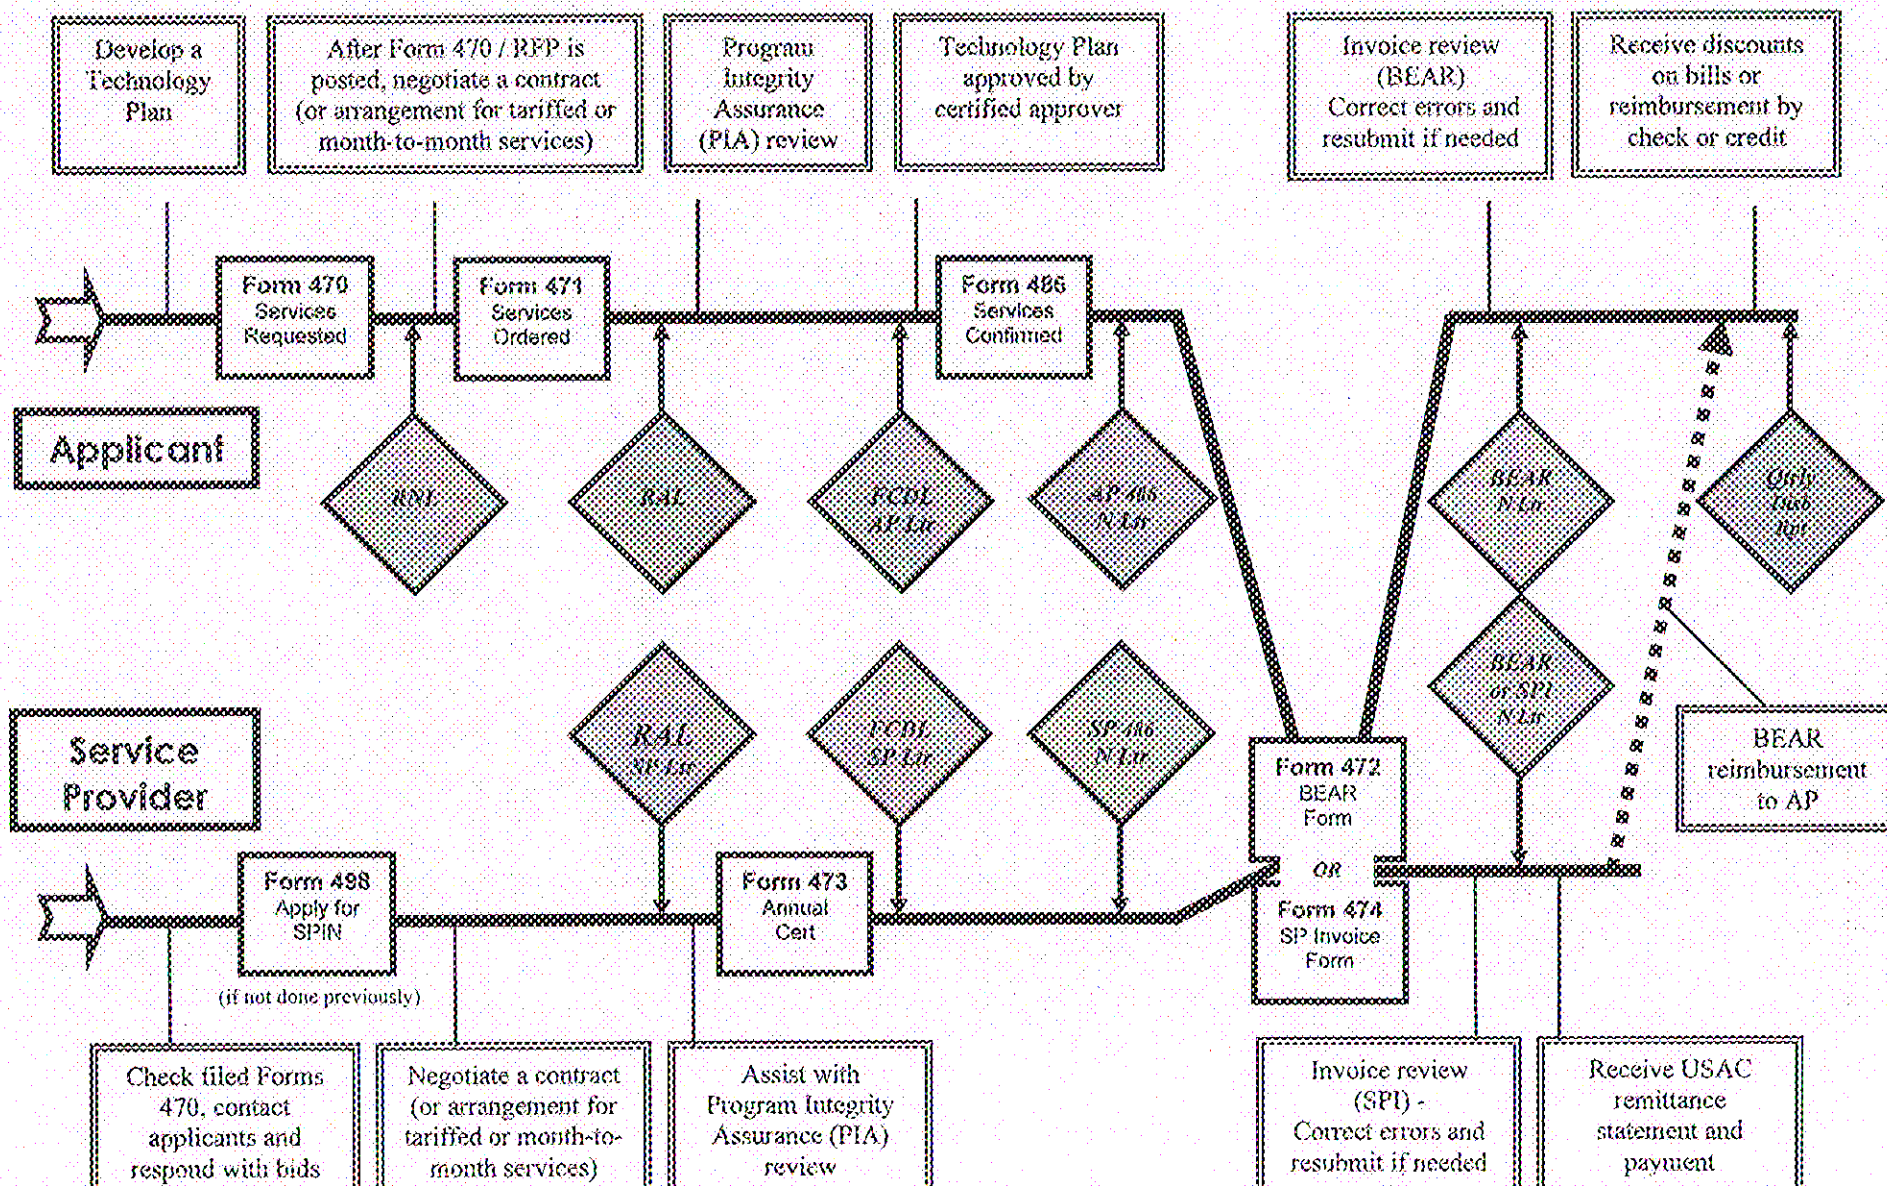 Develop a
Technology
Plan
After Form 470 / RFP is
posted, negotiate a contract
(or arrangement for tariffed or
month-to-month services)
Program
Integrity
Assurance
(PIA) review
Technology Plan
approved by
certified approver
Invoice review
(BEAR)
Correct errors and
resubmit if needed
Receive discounts
on bills or
reimbursement by
check or credit
Form 470
Services
Requested
Form 471
Services
Ordered
Form 486
Services
Confirmed
Applicant
RNL
RAL
FCDL
AP Ltr
AP 486
N Ltr
BEAR
N Ltr
Qtrly
Disb
Rpt
RAL
SP Ltr
FCDL
SP Ltr
SP 486
N Ltr
BEAR
or SPI
N Ltr
Service
Provider
Form 472
BEAR
Form
OR
Form 474
SP Invoice
Form
BEAR
reimbursement
to AP
Form 498
Apply for
SPIN
(if not done previously)
Form 473
Annual
Cert
Check filed Forms
470, contact
applicants and
respond with bids
Negotiate a contract
(or arrangement for
tariffed or month-to-
month services)
Assist with
Program Integrity
Assurance (PIA)
review
Invoice review
(SPI) -
Correct errors and
resubmit if needed
Receive USAC
remittance
statement and
payment